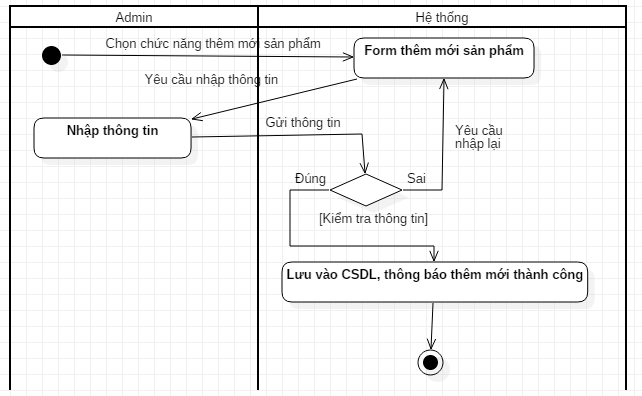 Admin
Hệ thống
Chọn chức năng thêm mới sản phẩm
Form thêm mới sản phẩm
Yêu cầu nhập thông tin
Nhập thông tin
Gửi thông tin
Yêu cầu
nhập lại
Đúng
Sai
[Kiểm tra thông tin]
Lưu vào CSDL, thông báo thêm mới thành công